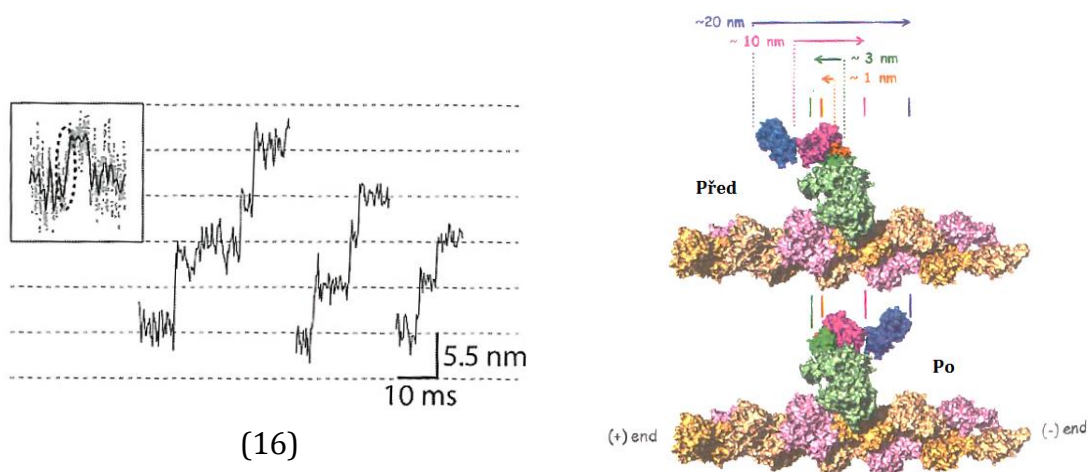 5.5 nm
10 ms
(16)
~20 nm
~ 10 nm
~ 3 nm
~ 1 nm
Před
Po
(+) end
(-) end